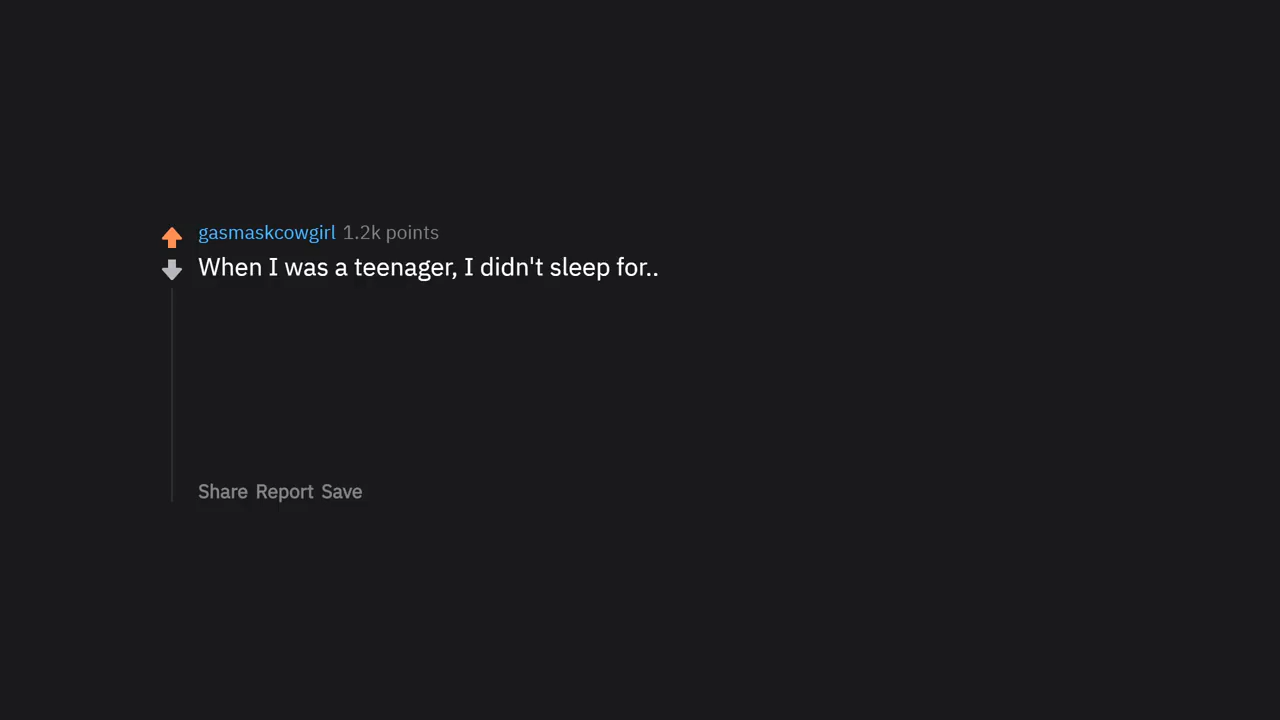 gasmaskcowgirl 1.2k points
When I was a teenager, I didn't sleep for..
Share Report Save